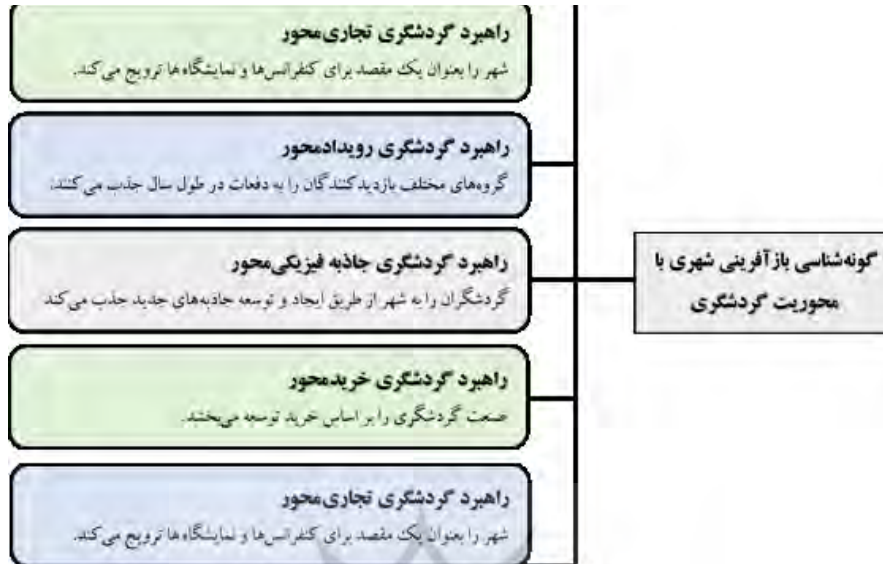 راهبرد گردشگری تجاری‌محور
شهر را بعنوان یک مقصد برای کنفرانس‌ها و نمایشگاه‌ها ترویج می‌کند.
راهبرد گردشگری رویدادمحور
گروه‌های مختلف بازدیدکنندگان را به دفعات در طول سال جذب می‌کنند.
راهبرد گردشگری جاذبه فیزیکی‌محور
گردشگران را به شهر از طریق ایجاد و توسعه جاذبه‌های جدید جذب می‌کند
راهبرد گردشگری خریدمحور
صنعت گردشگری را بر اساس خرید توسعه می‌بخشد.
راهبرد گردشگری تجاری‌محور
شهر را بعنوان یک مقصد برای کنفرانس‌ها و نمایشگاه‌ها ترویج می‌کند.
گونه‌شناسی بازآفرینی شهری با
محوریت گردشگری